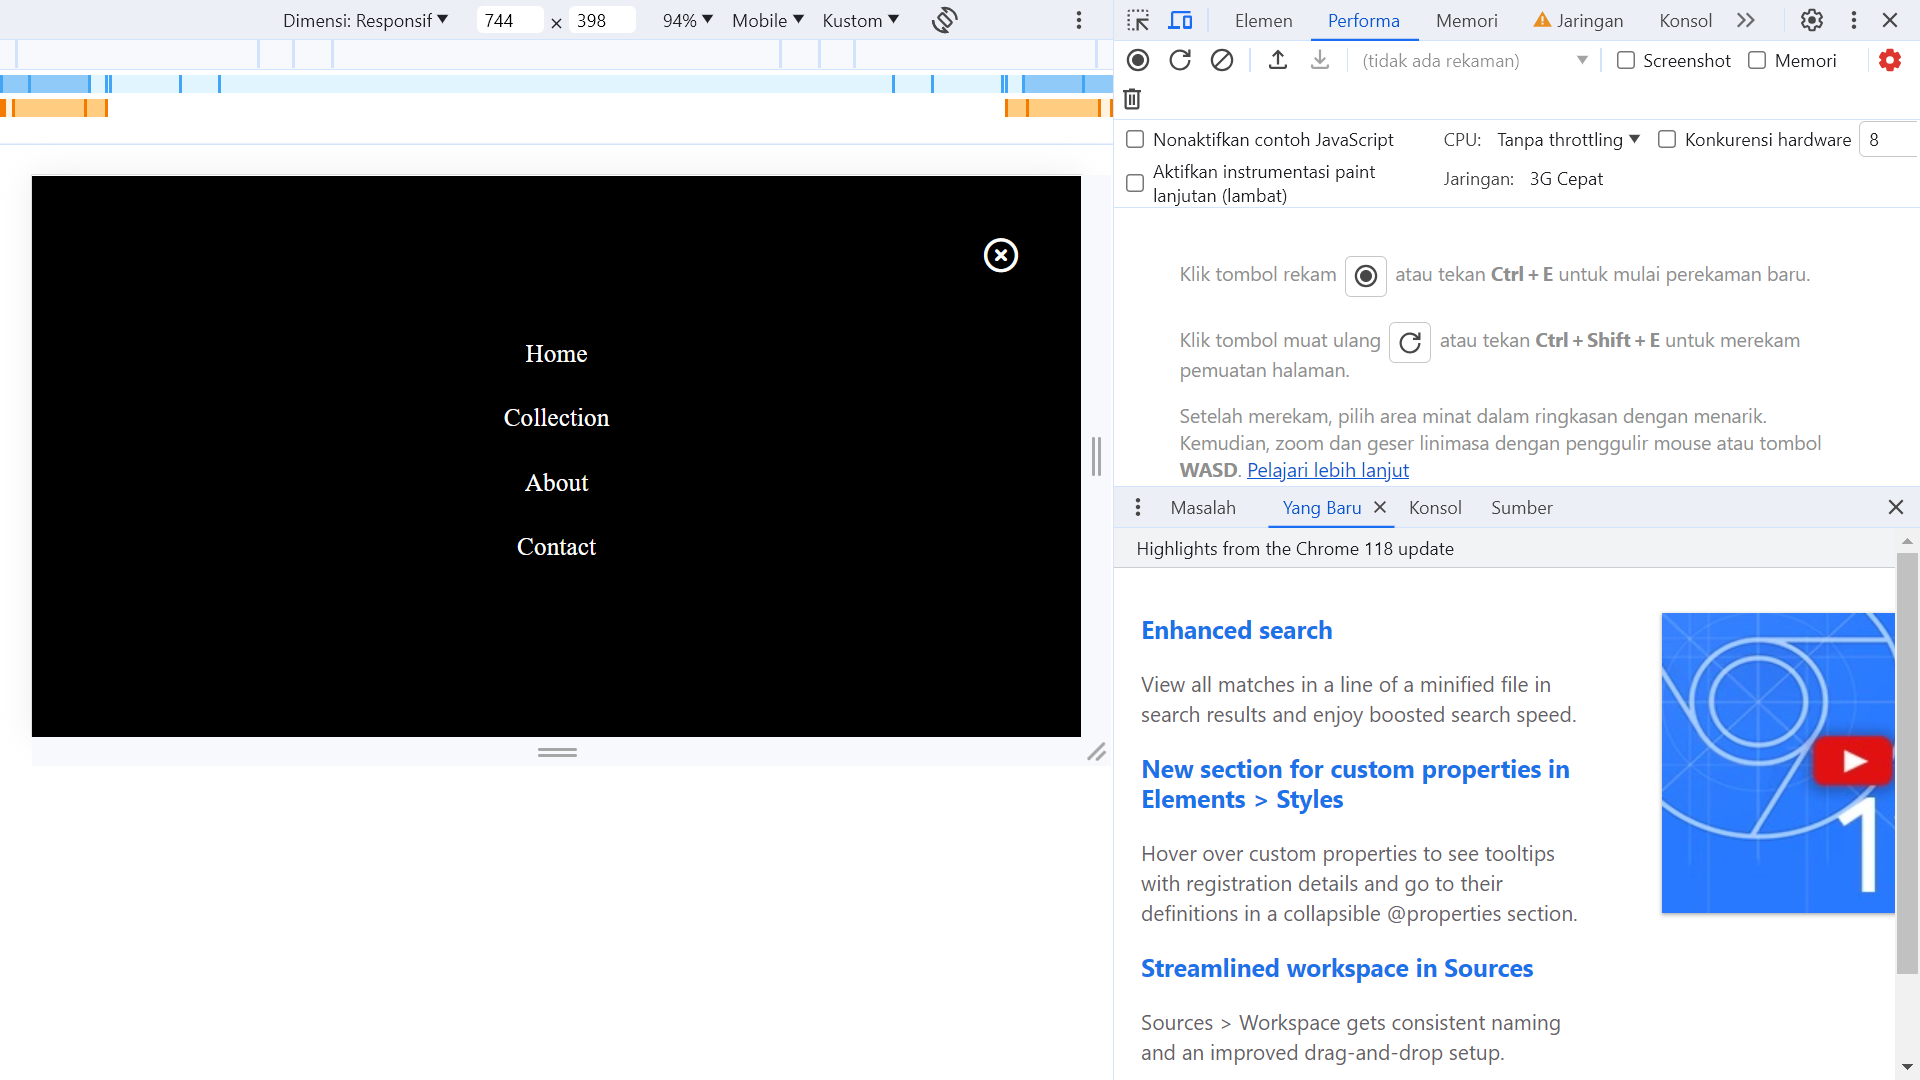 Dimensi: Responsif 744 × 398 94% Mobile Kustom
Elemen Performa Memori Jaringan Konsol
(tidak ada rekaman) Screenshot Memori
Nonaktifkan contoh JavaScript CPU: Tanpa throttling Konkurensi hardware 8
Aktifkan instrumentasi paint
lanjutan (lambat)
Jaringan: 3G Cepat
Home
Collection
About
Contact
Klik tombol rekam atau tekan Ctrl + E untuk mulai perekaman baru.
Klik tombol muat ulang atau tekan Ctrl + Shift + E untuk merekam
pemuatan halaman.
Setelah merekam, pilih area minat dalam ringkasan dengan menarik.
Kemudian, zoom dan geser linimasa dengan penggulir mouse atau tombol
WASD. Pelajari lebih lanjut
Masalah Yang Baru Konsol Sumber
Highlights from the Chrome 118 update
Enhanced search
View all matches in a line of a minified file in
search results and enjoy boosted search speed.
New section for custom properties in
Elements > Styles
Hover over custom properties to see tooltips
with registration details and go to their
definitions in a collapsible @properties section.
Streamlined workspace in Sources
Sources > Workspace gets consistent naming
and an improved drag-and-drop setup.
1